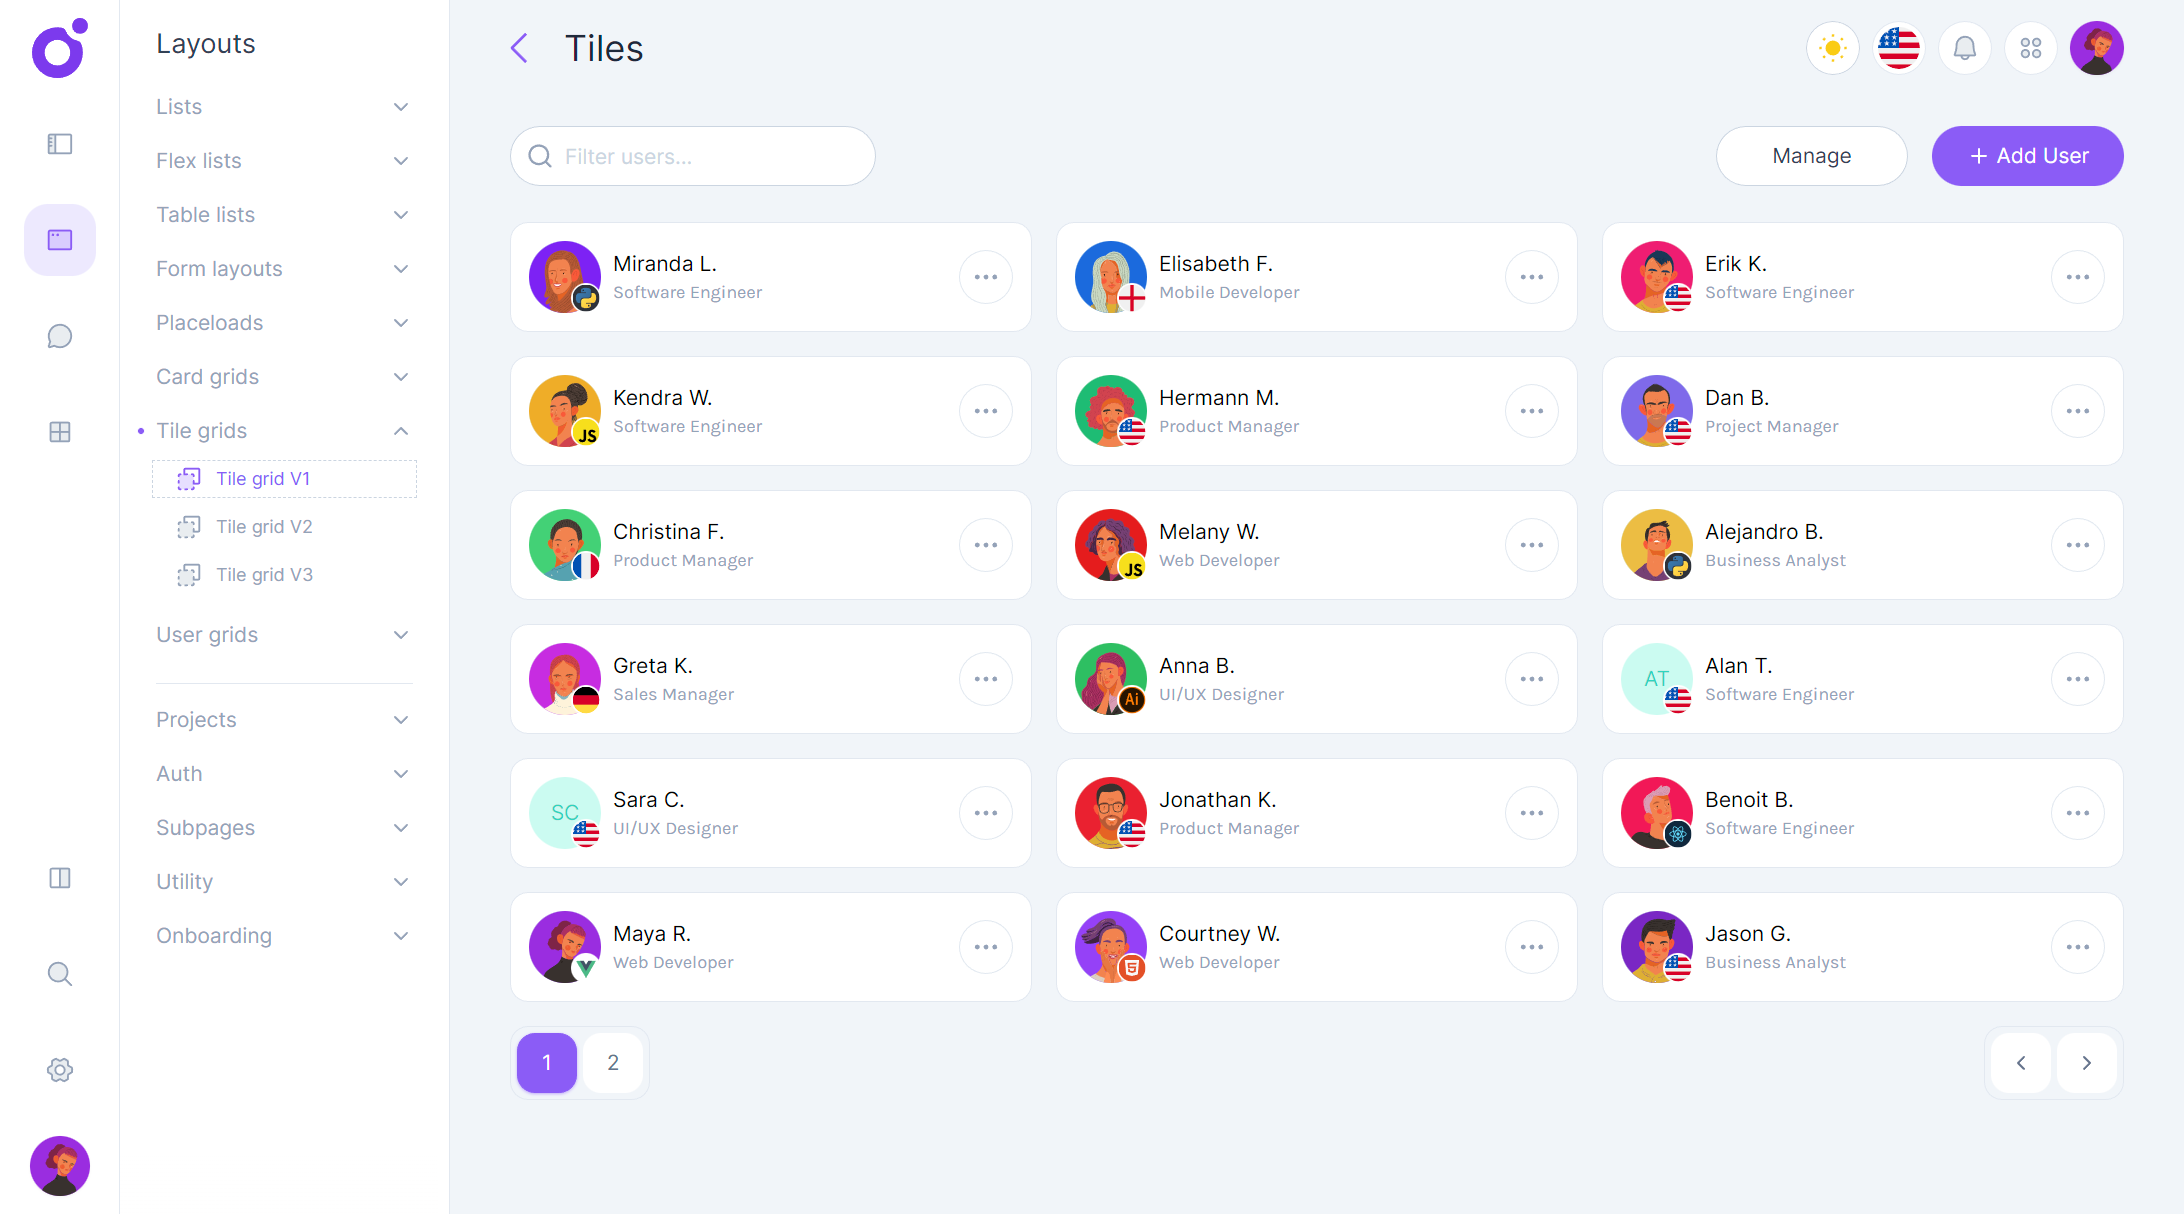 Layouts
Lists
Flex lists
Table lists
Form layouts
Placeloads
Card grids
Tile grids
Tile grid V1
Tile grid V2
Tile grid V3
User grids
Projects
Auth
Subpages
Utility
Onboarding
Tiles
Filter users...
Manage
+ Add User
Miranda L.
Software Engineer
Elisabeth F.
Mobile Developer
Erik K.
Software Engineer
Kendra W.
Software Engineer
JS
Hermann M.
Product Manager
Dan B.
Project Manager
Christina F.
Product Manager
Melany W.
Web Developer
JS
Alejandro B.
Business Analyst
Greta K.
Sales Manager
Anna B.
UI/UX Designer
Ai
AT
Alan T.
Software Engineer
SC
Sara C.
UI/UX Designer
Jonathan K.
Product Manager
Benoit B.
Software Engineer
Maya R.
Web Developer
Courtney W.
Web Developer
5
Jason G.
Business Analyst
1
2